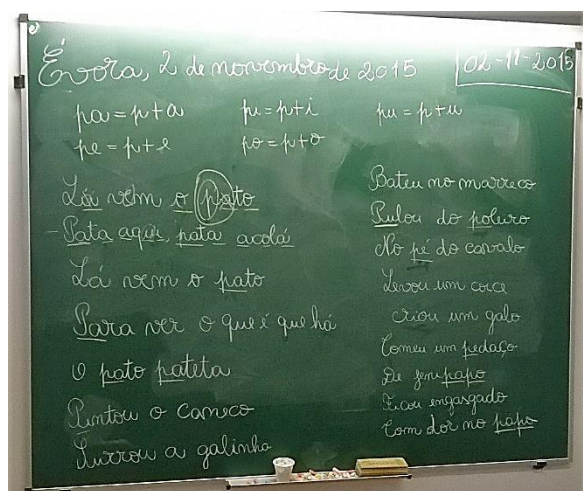 Évora, 2 de novembro de 2015
02-11-2015
pa = p+a
pi = p+i
pu = p+u
pe = p+e
po = p+o
Lá vem o pato
- Pata aqui, pata acolá
Lá vem o pato
Para ver o que é que há
O pato pateta
Pintou o caneco
Surrou a galinha
Bateu no marreco
Pulou do poleiro
No pé do cavalo
Levou um coice
Criou um galo
Comeu um pedaço
De jenipapo
Ficou engasgado
Com dor no papo